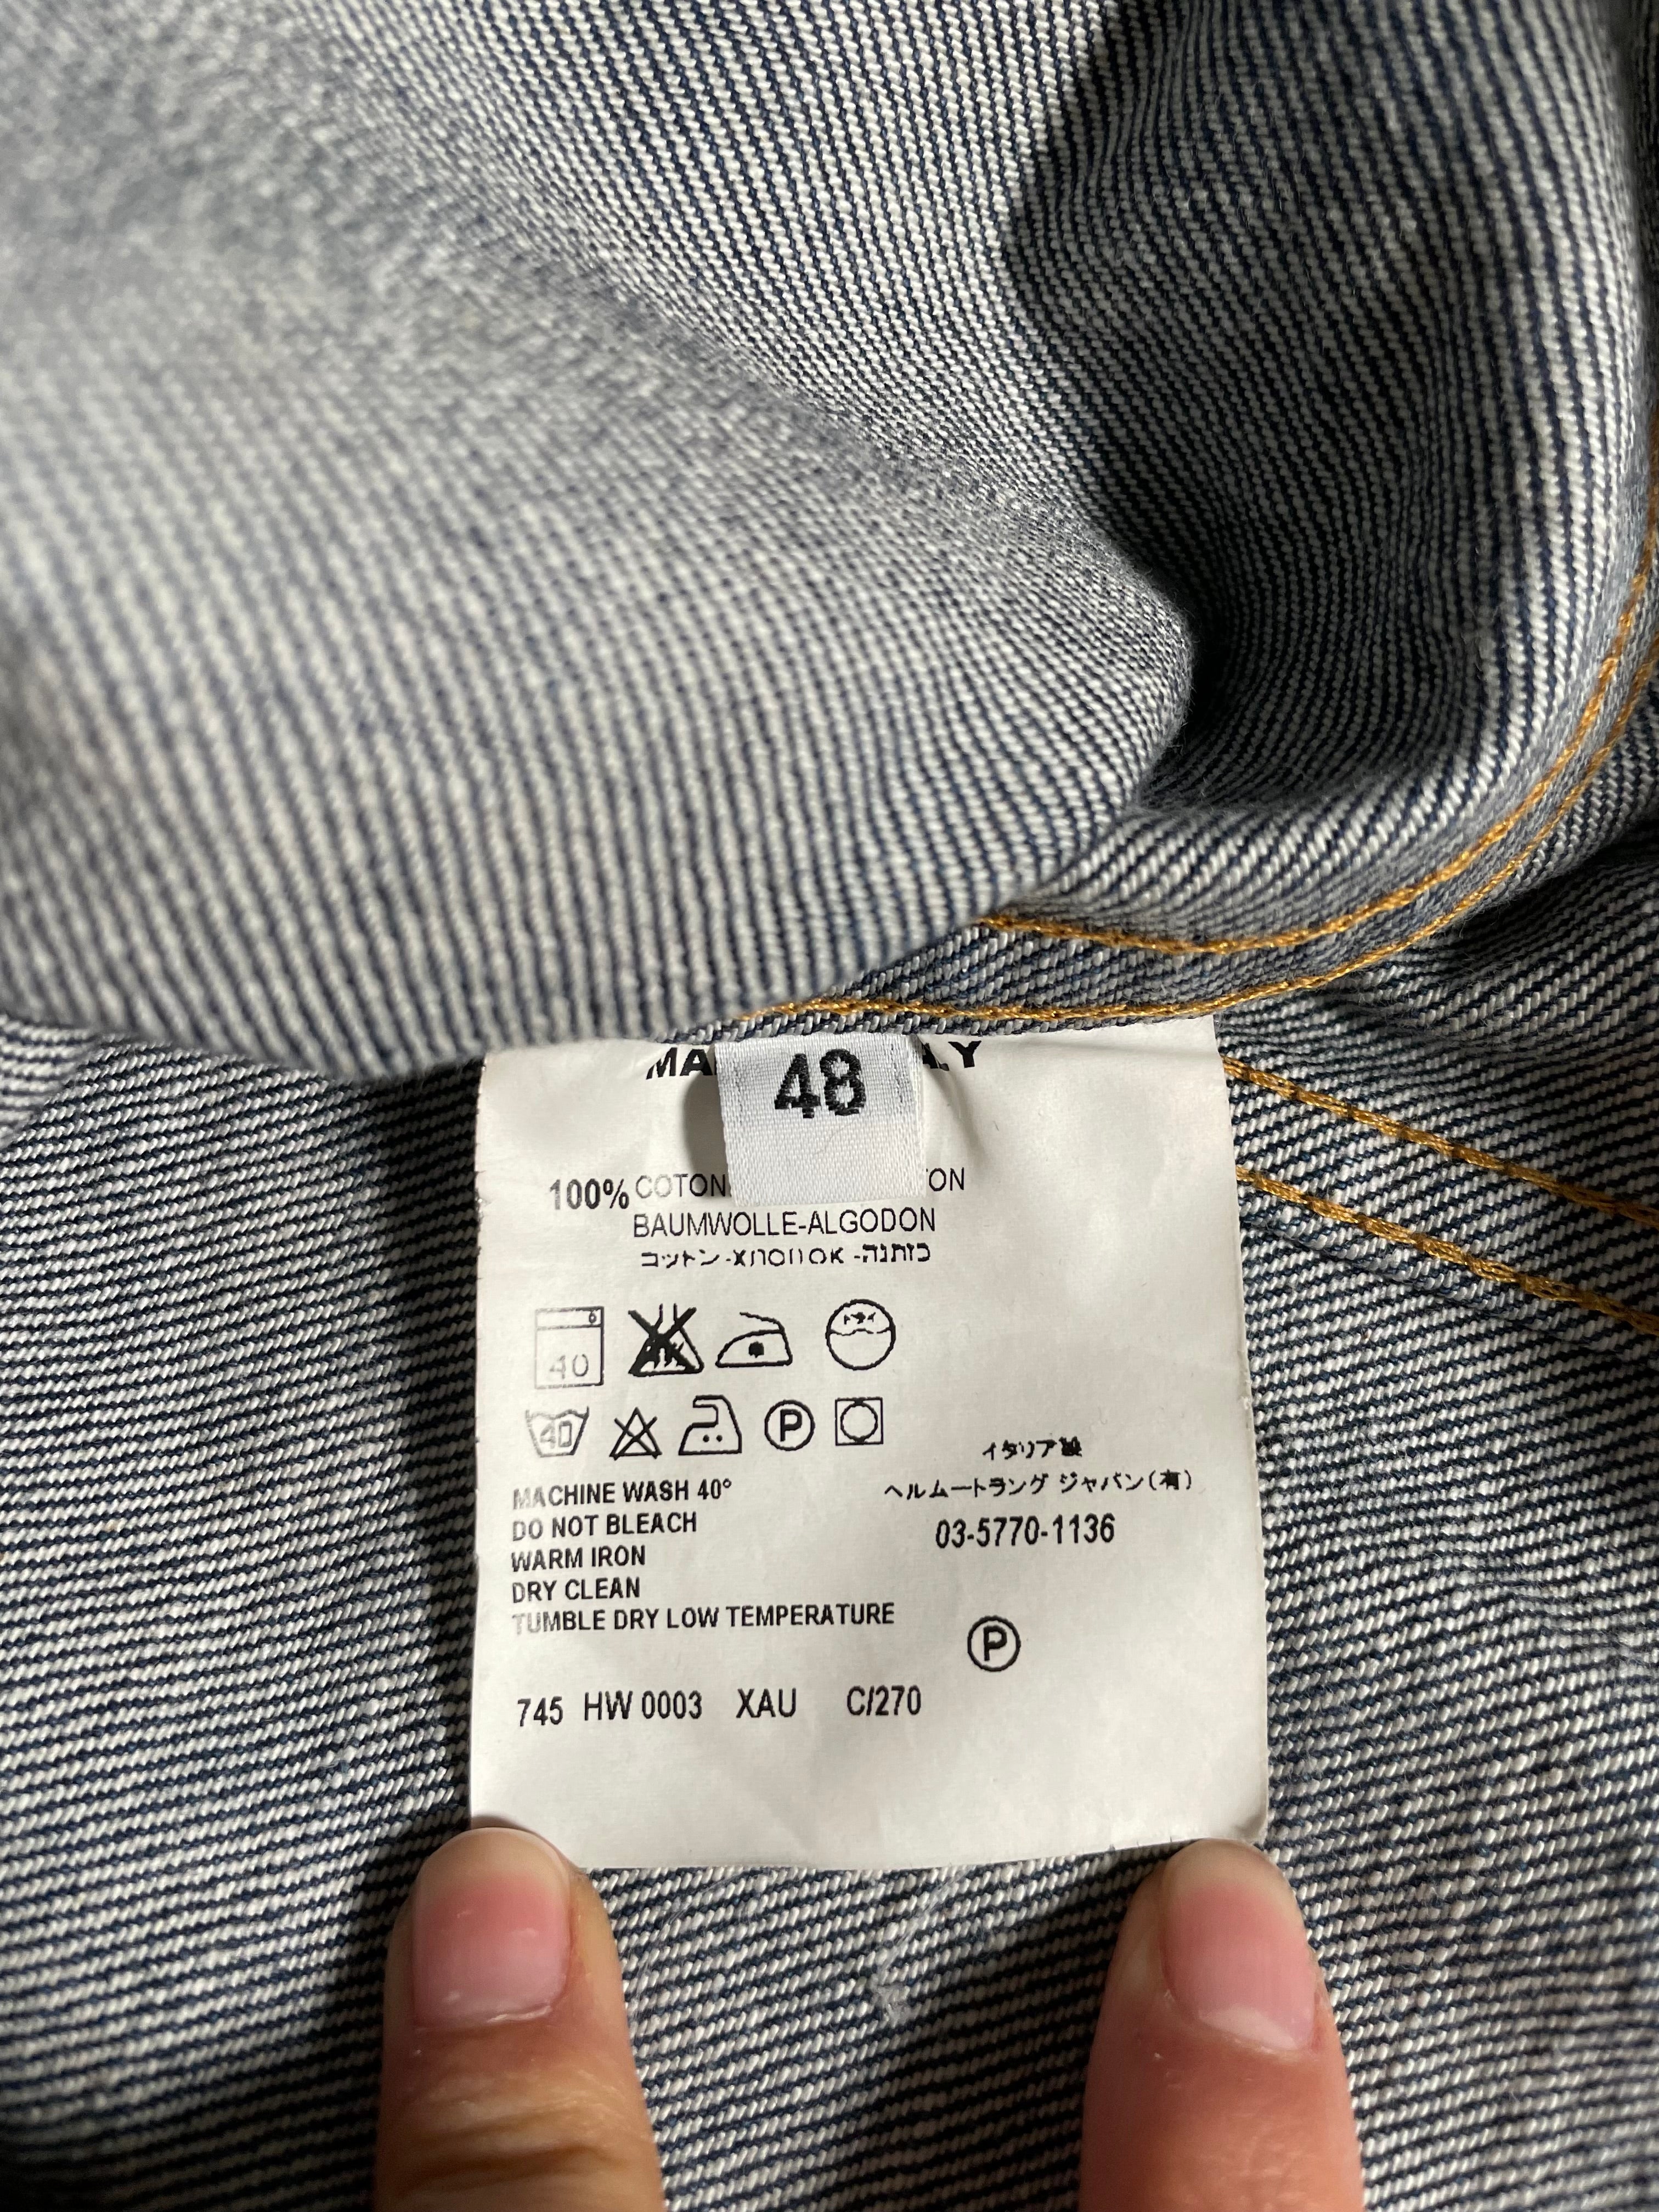 48
100% COTON
BAUMWOLLE-ALGODON
コットン-ХЛОПОК -כותנה
40
40 P
MACHINE WASH 40°
DO NOT BLEACH
WARM IRON
DRY CLEAN
TUMBLE DRY LOW TEMPERATURE
イタリア製
ヘルムートラング ジャパン(有)
03-5770-1136
P
745 HW 0003 XAU C/270